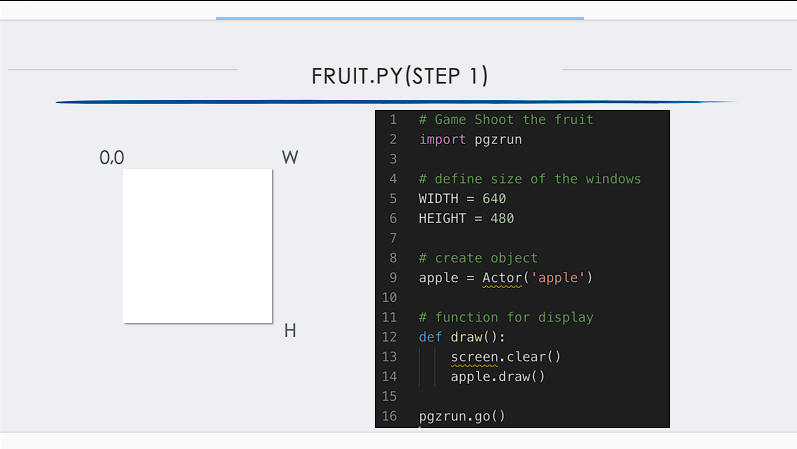 FRUIT.PY(STEP 1)
0,0 W
H
1 # Game Shoot the fruit
2 import pgzrun
3
4 # define size of the windows
5 WIDTH = 640
6 HEIGHT = 480
7
8 # create object
9 apple = Actor('apple')
10
11 # function for display
12 def draw():
13     screen.clear()
14     apple.draw()
15
16 pgzrun.go()